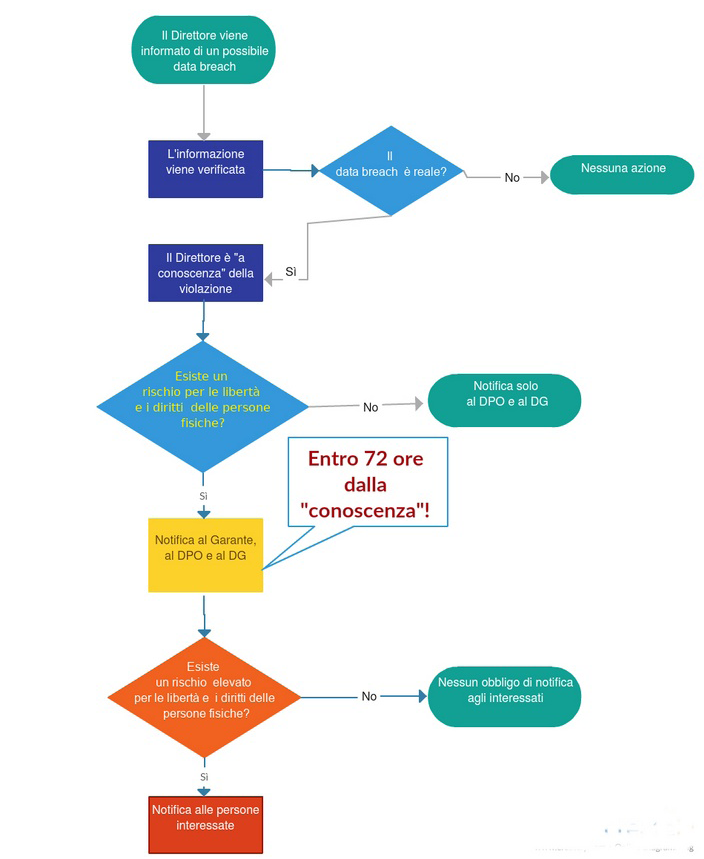 Il Direttore viene
informato di un possibile
data breach
L'informazione
viene verificata
Il
data breach è reale?
No
Nessuna azione
Il Direttore è "a
conoscenza" della
violazione
Sì
Esiste un
rischio per le libertà
e i diritti delle persone
fisiche?
No
Notifica solo
al DPO e al DG
Entro 72 ore
dalla
"conoscenza"!
Sì
Notifica al Garante,
al DPO e al DG
Esiste
un rischio elevato
per le libertà e i diritti delle
persone fisiche?
No
Nessun obbligo di notifica
agli interessati
Sì
Notifica alle persone
interessate